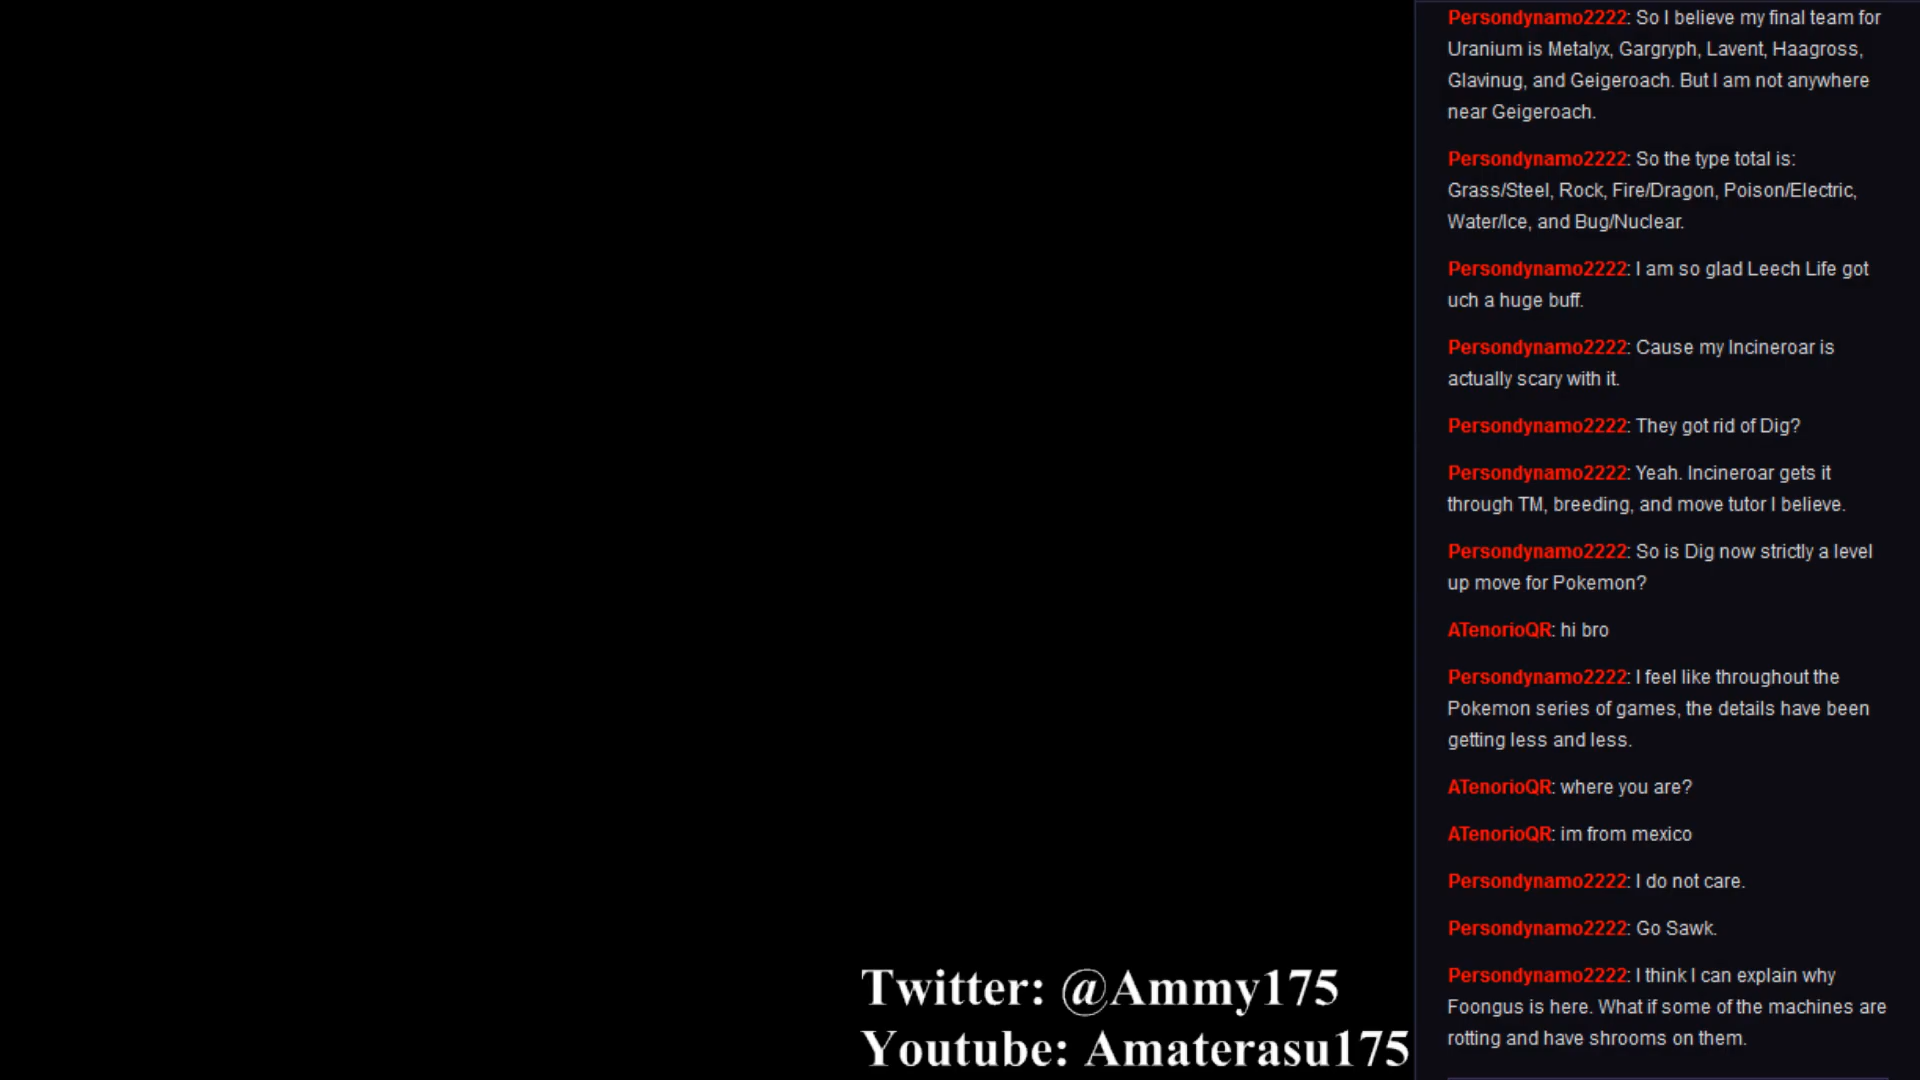 Persondynamo2222: So I believe my final team for
Uranium is Metalyx, Gargryph, Lavent, Haagross,
Glavinug, and Geigeroach. But I am not anywhere
near Geigeroach.
Persondynamo2222: So the type total is:
Grass/Steel, Rock, Fire/Dragon, Poison/Electric,
Water/Ice, and Bug/Nuclear.
Persondynamo2222: I am so glad Leech Life got
uch a huge buff.
Persondynamo2222: Cause my Incineroar is
actually scary with it.
Persondynamo2222: They got rid of Dig?
Persondynamo2222: Yeah. Incineroar gets it
through TM, breeding, and move tutor I believe.
Persondynamo2222: So is Dig now strictly a level
up move for Pokemon?
ATenorioQR: hi bro
Persondynamo2222: I feel like throughout the
Pokemon series of games, the details have been
getting less and less.
ATenorioQR: where you are?
ATenorioQR: im from mexico
Persondynamo2222: I do not care.
Persondynamo2222: Go Sawk.
Persondynamo2222: I think I can explain why
Foongus is here. What if some of the machines are
rotting and have shrooms on them.
Twitter: @Ammy175
Youtube: Amaterasu175